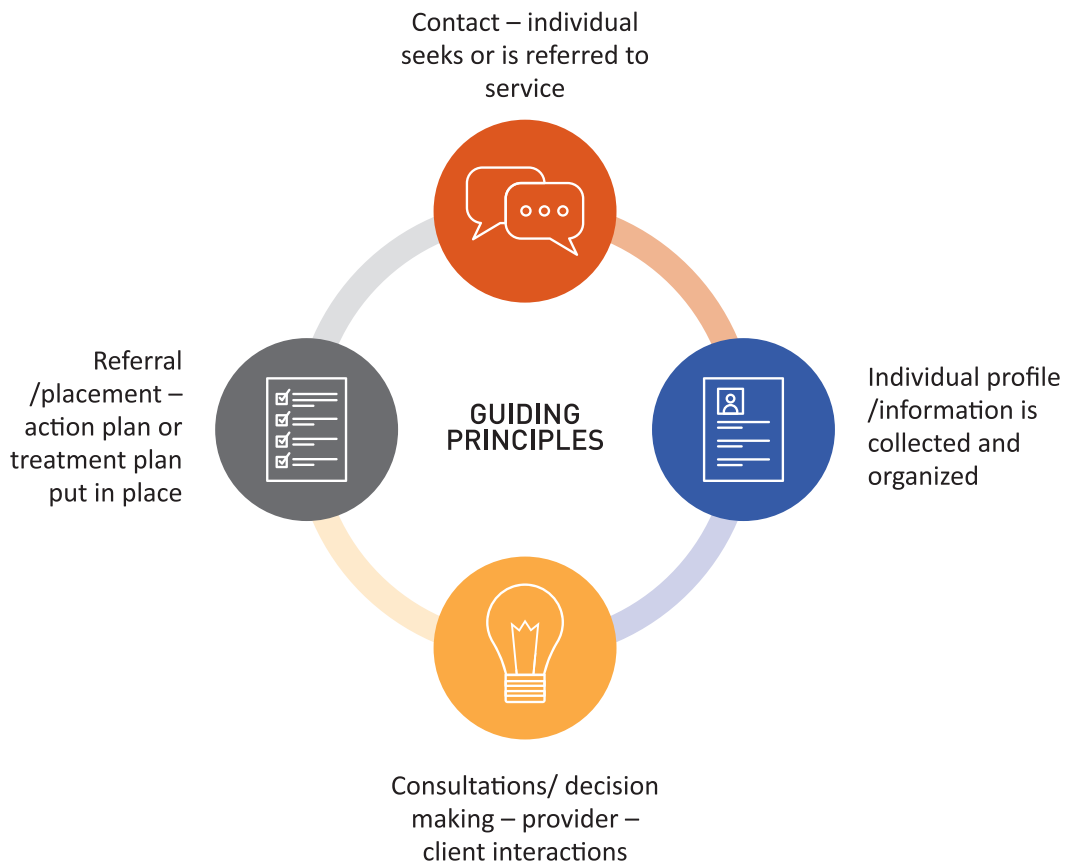 Contact – individual
seeks or is referred to
service
Referral
/placement –
action plan or
treatment plan
put in place
GUIDING
PRINCIPLES
Individual profile
/information is
collected and
organized
Consultations/ decision
making – provider –
client interactions